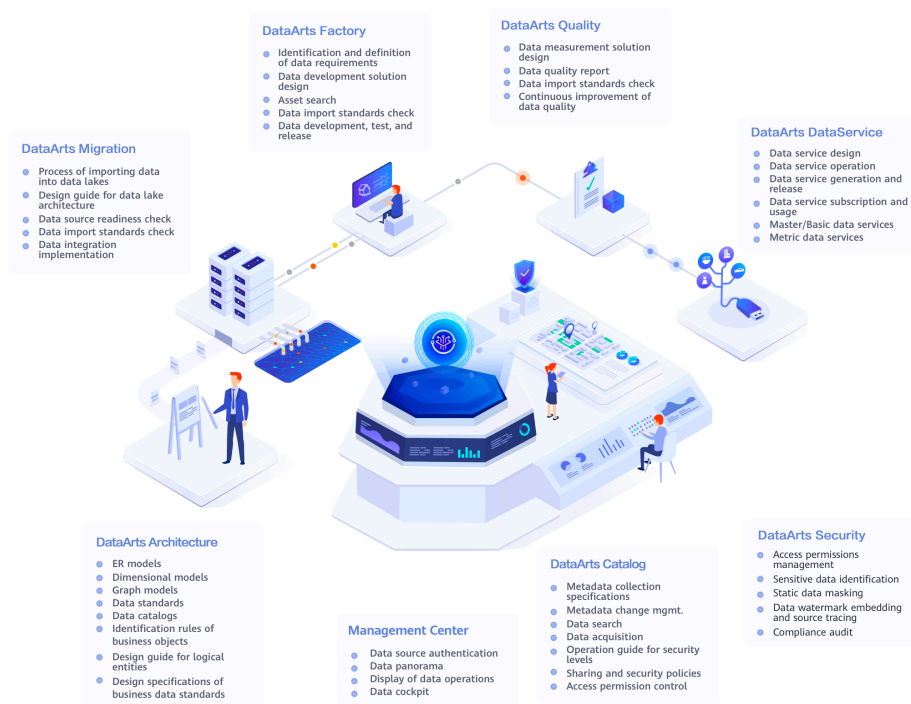 DataArts Factory
Identification and definition
of data requirements
Data development solution
design
Asset search
Data import standards check
Data development, test, and
release
DataArts Quality
Data measurement solution
design
Data quality report
Data import standards check
Continuous improvement of
data quality
DataArts Migration
Process of importing data
into data lakes
Design guide for data lake
architecture
Data source readiness check
Data import standards check
Data integration
implementation
DataArts DataService
Data service design
Data service operation
Data service generation and
release
Data service subscription and
usage
Master/Basic data services
Metric data services
DataArts Architecture
ER models
Dimensional models
Graph models
Data standards
Data catalogs
Identification rules of
business objects
Design guide for logical
entities
Design specifications of
business data standards
Management Center
Data source authentication
Data panorama
Display of data operations
Data cockpit
DataArts Catalog
Metadata collection
specifications
Metadata change mgmt.
Data search
Data acquisition
Operation guide for security
levels
Sharing and security policies
Access permission control
DataArts Security
Access permissions
management
Sensitive data identification
Static data masking
Data watermark embedding
and source tracing
Compliance audit